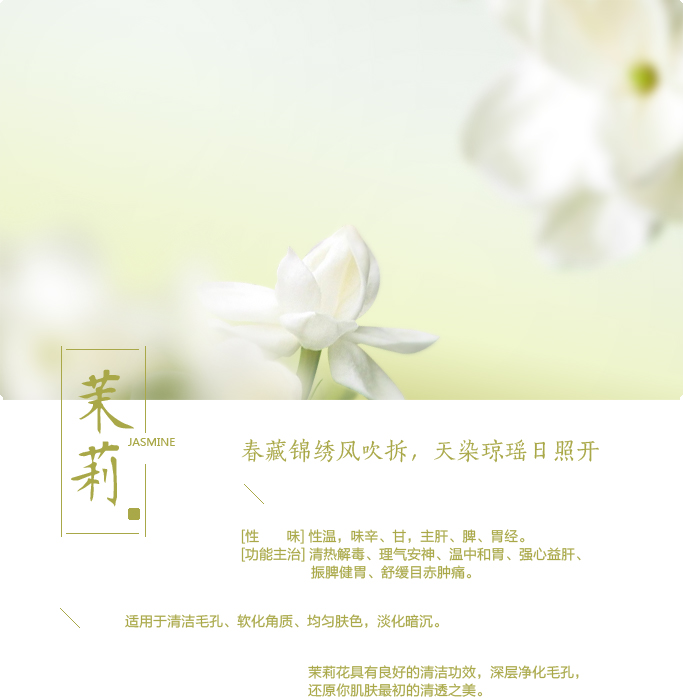 茉莉
JASMINE
春藏锦绣风吹拆，天染琼瑶日照开
[性　　味] 性温，味辛、甘，主肝、脾、胃经。
[功能主治] 清热解毒、理气安神、温中和胃、强心益肝、
振脾健胃、舒缓目赤肿痛。
适用于清洁毛孔、软化角质、均匀肤色，淡化暗沉。
茉莉花具有良好的清洁功效，深层净化毛孔，
还原你肌肤最初的清透之美。